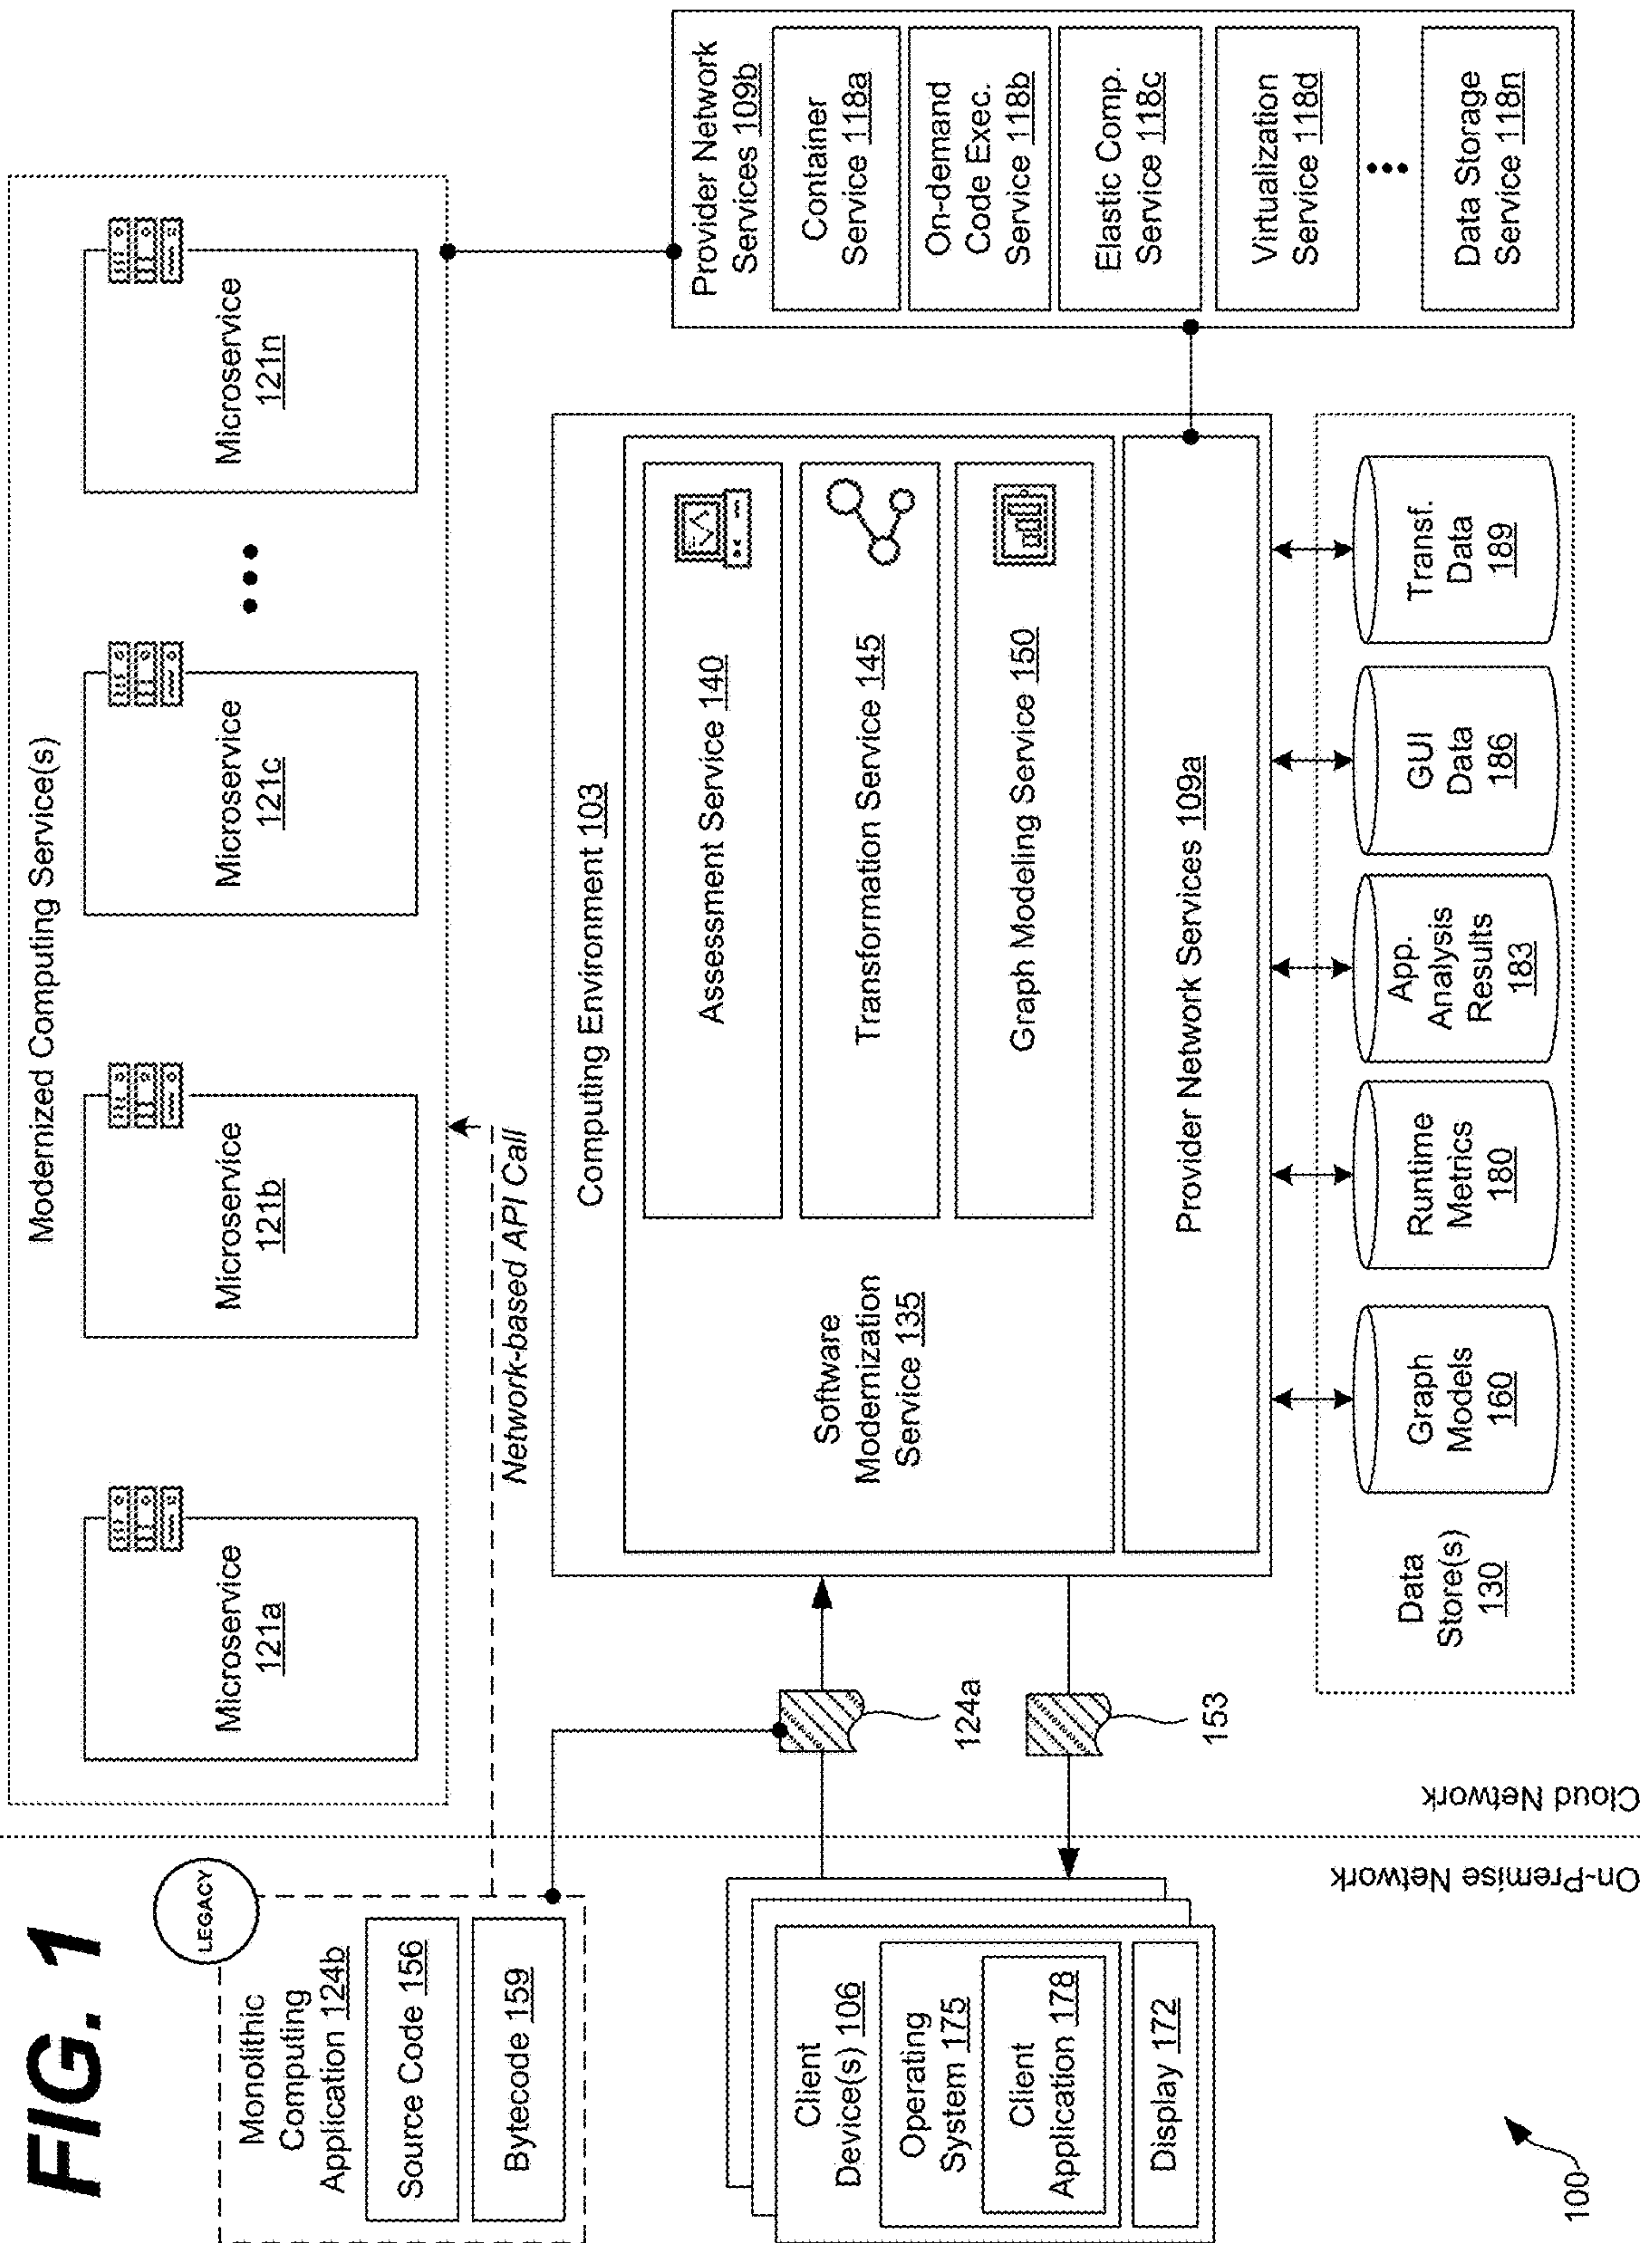 FIG. 1
LEGACY
Monolithic
Computing
Application 124b
Source Code 156
Bytecode 159
Client
Device(s) 106
Operating
System 175
Client
Application 178
Display 172
100
On-Premise Network
Cloud Network
Modernized Computing Service(s)
Microservice
121a
Microservice
121b
Microservice
121c
Microservice
121n
Network-based API Call
124a
153
Computing Environment 103
Software
Modernization
Service 135
Assessment Service 140
Transformation Service 145
Graph Modeling Service 150
Provider Network Services 109a
Data
Store(s)
130
Graph
Models
160
Runtime
Metrics
180
App.
Analysis
Results
183
GUI
Data
186
Transf.
Data
189
Provider Network
Services 109b
Container
Service 118a
On-demand
Code Exec.
Service 118b
Elastic Comp.
Service 118c
Virtualization
Service 118d
Data Storage
Service 118n